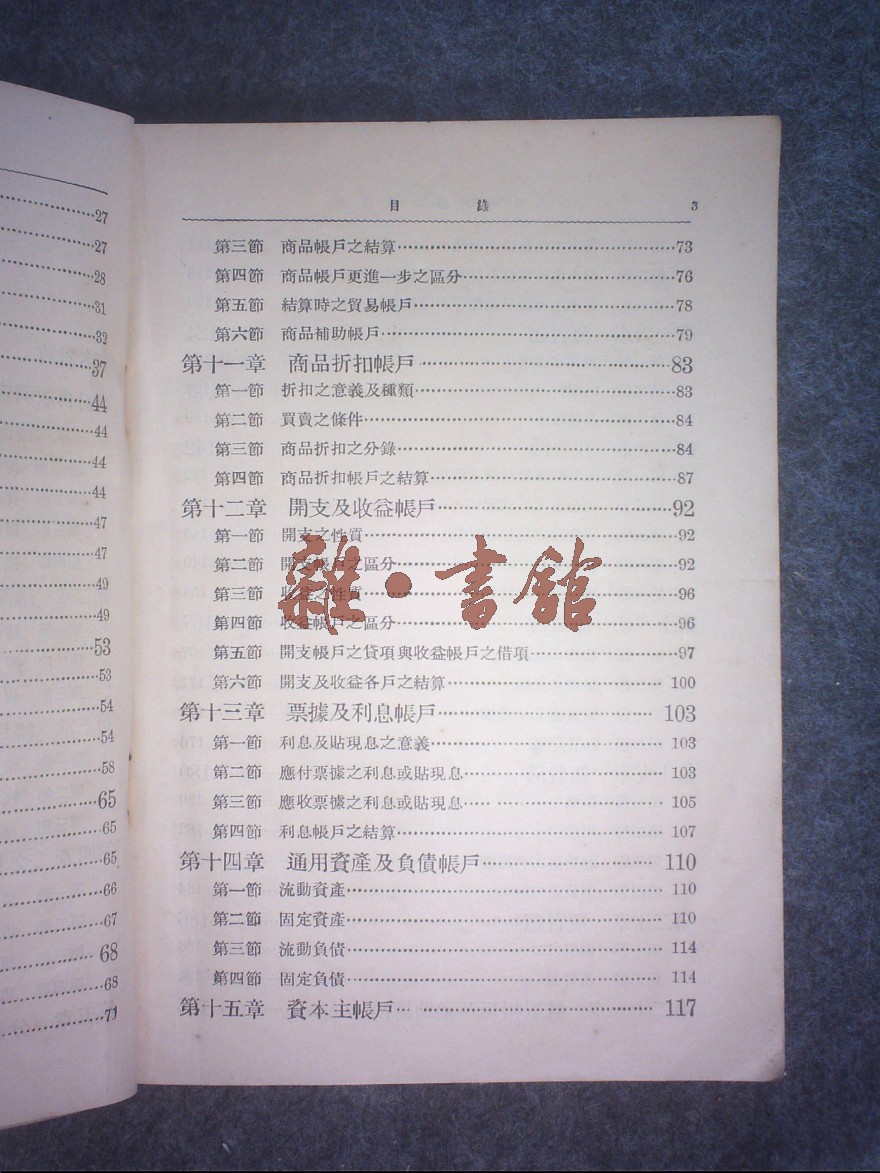 27
27
28
31
32
37
44
44
44
44
47
47
49
49
53
53
54
54
58
65
65
65
66
67
68
68
71
目 錄 3
第三節 商品帳戶之結算 73
第四節 商品帳戶更進一步之區分 76
第五節 結算時之貿易帳戶 78
第六節 商品補助帳戶 79
第十一章 商品折扣帳戶 83
第一節 折扣之意義及種類 83
第二節 買賣之條件 84
第三節 商品折扣之分錄 84
第四節 商品折扣帳戶之結算 87
第十二章 開支及收益帳戶 92
第一節 開支之性質 92
第二節 開支帳戶之區分 92
第三節 收益之性質 96
第四節 收益帳戶之區分 96
第五節 開支帳戶之貸項與收益帳戶之借項 97
第六節 開支及收益各戶之結算 100
第十三章 票據及利息帳戶 103
第一節 利息及貼現息之意義 103
第二節 應付票據之利息或貼現息 103
第三節 應收票據之利息或貼現息 105
第四節 利息帳戶之結算 107
第十四章 通用資產及負債帳戶 110
第一節 流動資產 110
第二節 固定資產 110
第三節 流動負債 114
第四節 固定負債 114
第十五章 資本主帳戶 117
雜·書館